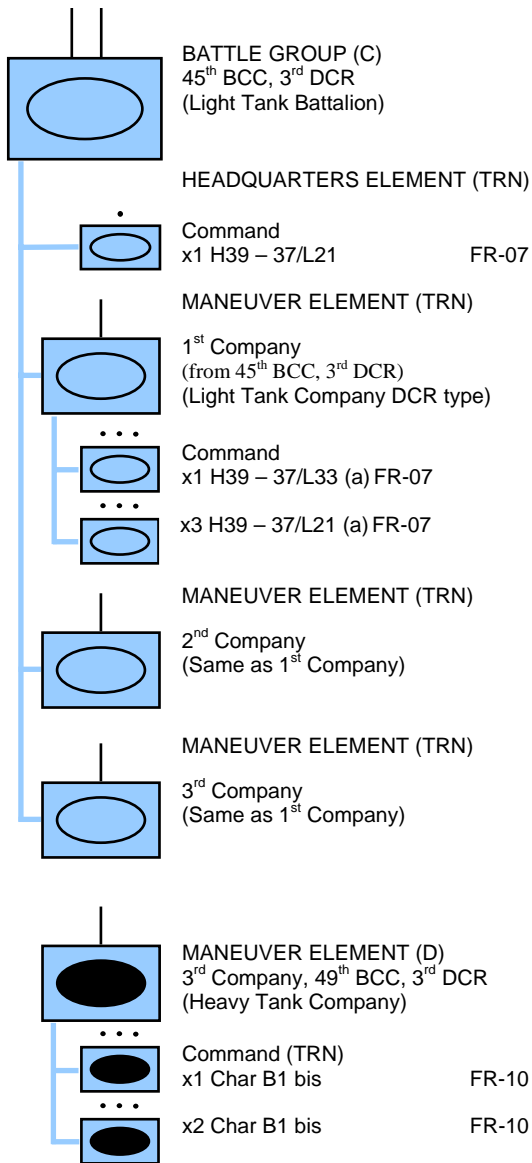 BATTLE GROUP (C)
45th BCC, 3rd DCR
(Light Tank Battalion)
HEADQUARTERS ELEMENT (TRN)
Command
x1 H39 – 37/L21 FR-07
MANEUVER ELEMENT (TRN)
1st Company
(from 45th BCC, 3rd DCR)
(Light Tank Company DCR type)
Command
x1 H39 – 37/L33 (a) FR-07
x3 H39 – 37/L21 (a) FR-07
MANEUVER ELEMENT (TRN)
2nd Company
(Same as 1st Company)
MANEUVER ELEMENT (TRN)
3rd Company
(Same as 1st Company)
MANEUVER ELEMENT (D)
3rd Company, 49th BCC, 3rd DCR
(Heavy Tank Company)
Command (TRN)
x1 Char B1 bis FR-10
x2 Char B1 bis FR-10